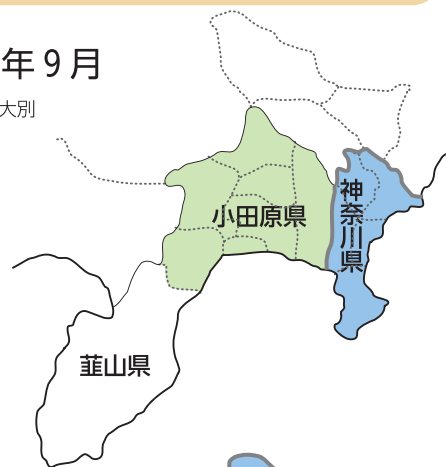 年9月
大別
小田原県
神奈川県
韮山県